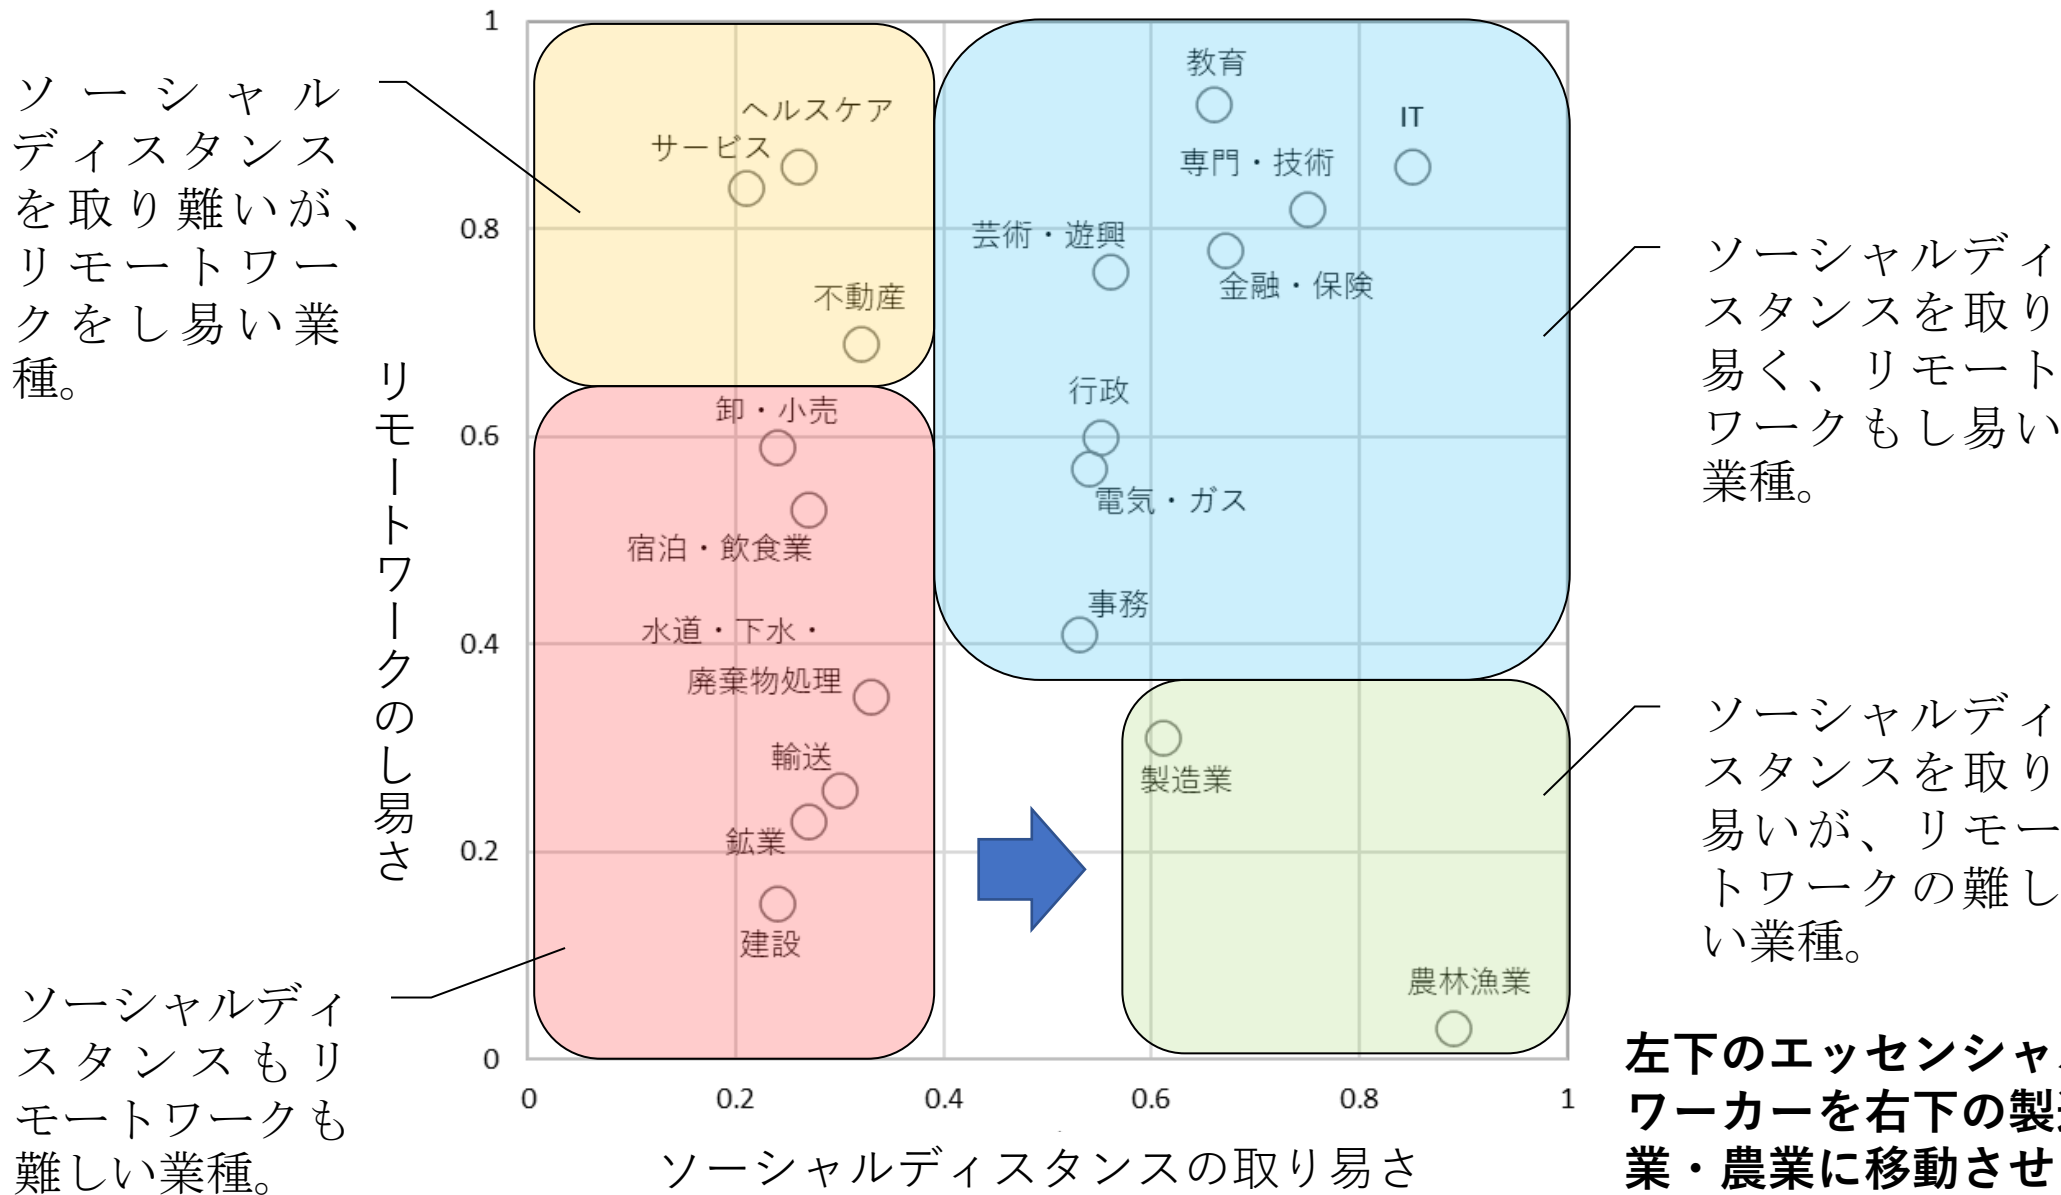 ソーシャル
ディスタンス
を取り難いが、
リモートワー
クをし易い業
種。
ソーシャルディ
スタンスもリ
モートワークも
難しい業種。
リモートワークのし易さ
1
0.8
0.6
0.4
0.2
0
ヘルスケア
サービス
不動産
教育
IT
専門・技術
芸術・遊興
金融・保険
行政
電気・ガス
事務
卸・小売
宿泊・飲食業
水道・下水・
廃棄物処理
輸送
鉱業
建設
製造業
農林漁業
0 0.2 0.4 0.6 0.8 1
ソーシャルディスタンスの取り易さ
ソーシャルディ
スタンスを取り
易く、リモート
ワークもし易い
業種。
ソーシャルディ
スタンスを取り
易いが、リモー
トワークの難し
い業種。
左下のエッセンシャ
ワーカーを右下の製
業・農業に移動させ